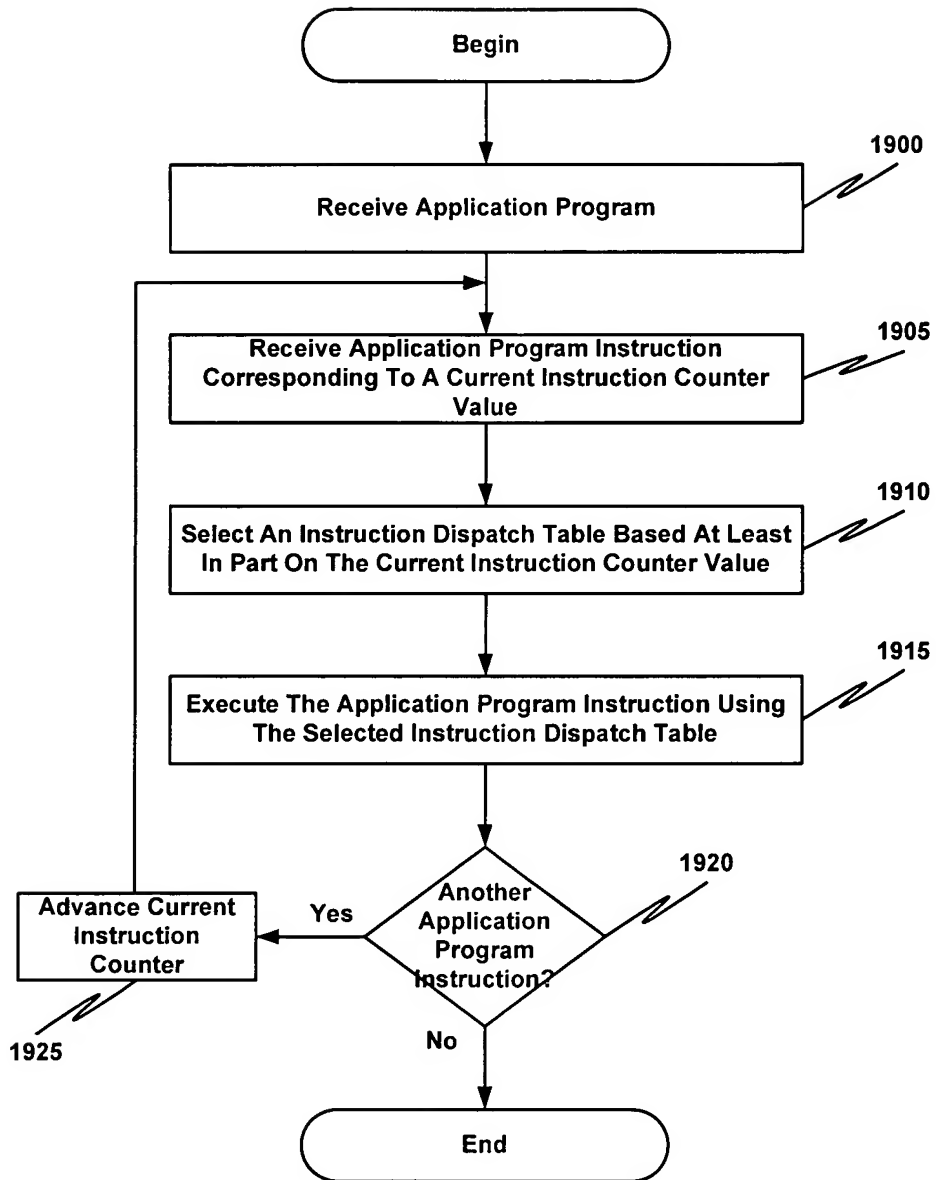 Begin
1900
Receive Application Program
1905
Receive Application Program Instruction
Corresponding To A Current Instruction Counter
Value
1910
Select An Instruction Dispatch Table Based At Least
In Part On The Current Instruction Counter Value
1915
Execute The Application Program Instruction Using
The Selected Instruction Dispatch Table
1920
Another
Application
Program
Instruction?
Yes
Advance Current
Instruction
Counter
1925
No
End